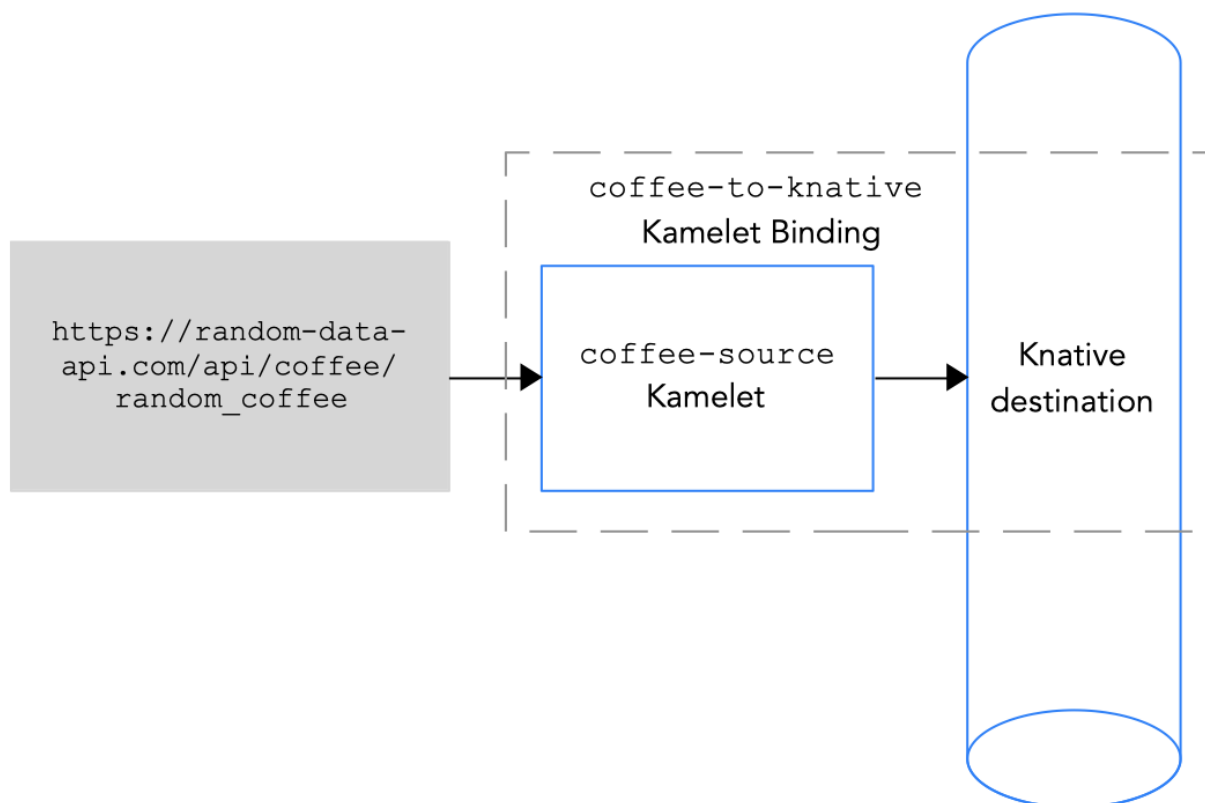 coffee-to-knative
Kamelet Binding
https://random-data-
api.com/api/coffee/
random_coffee
coffee-source
Kamelet
Knative
destination